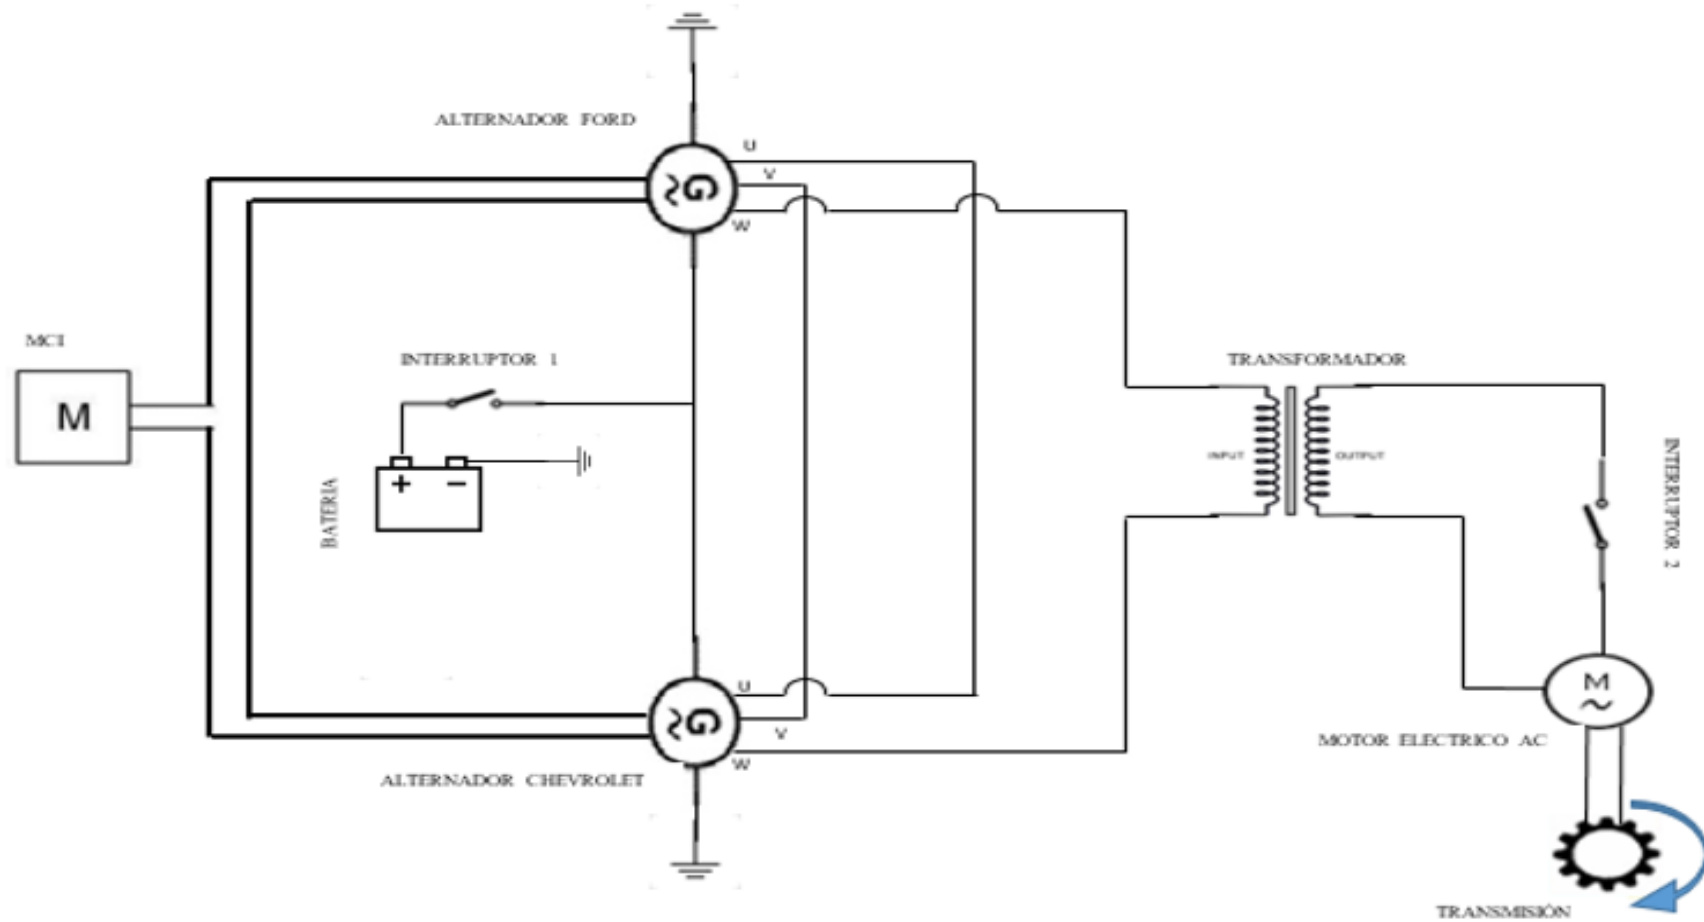 ALTERNADOR FORD
U
V
W
G
MCI
M
INTERRUPTOR 1
BATERIA
+ −
TRANSFORMADOR
INPUT
OUTPUT
INTERRUPTOR 2
U
V
W
G
ALTERNADOR CHEVROLET
M
MOTOR ELECTRICO AC
TRANSMISIÓN